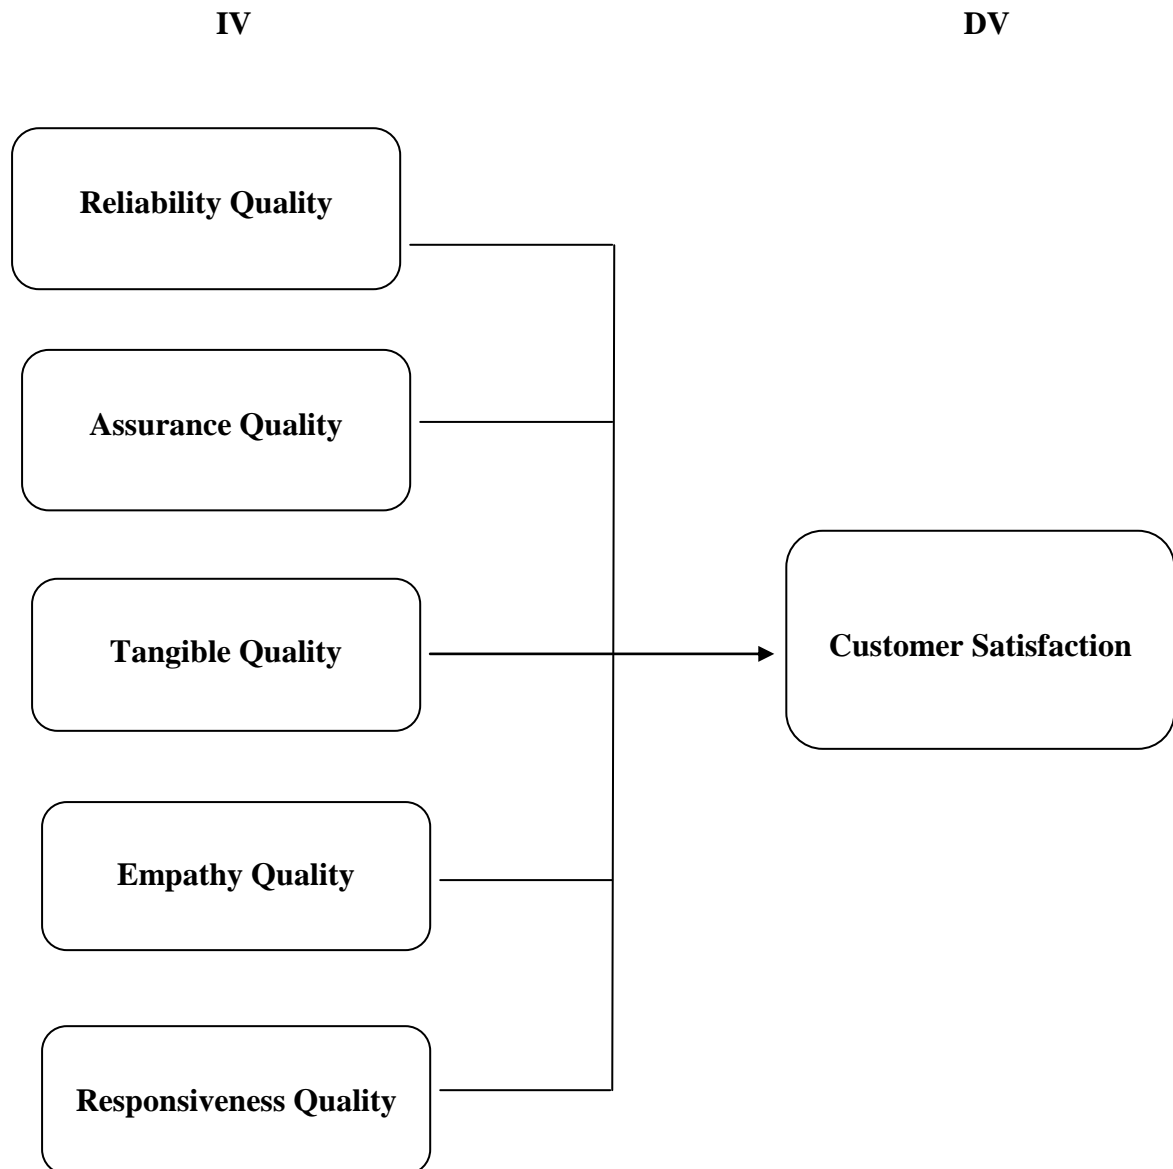 IV
DV
Reliability Quality
Assurance Quality
Tangible Quality
Customer Satisfaction
Empathy Quality
Responsiveness Quality